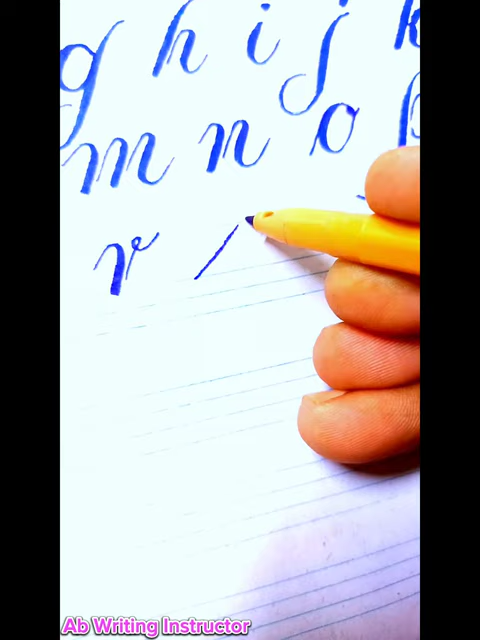 g h i j k
m n o p
r
Ab Writing Instructor